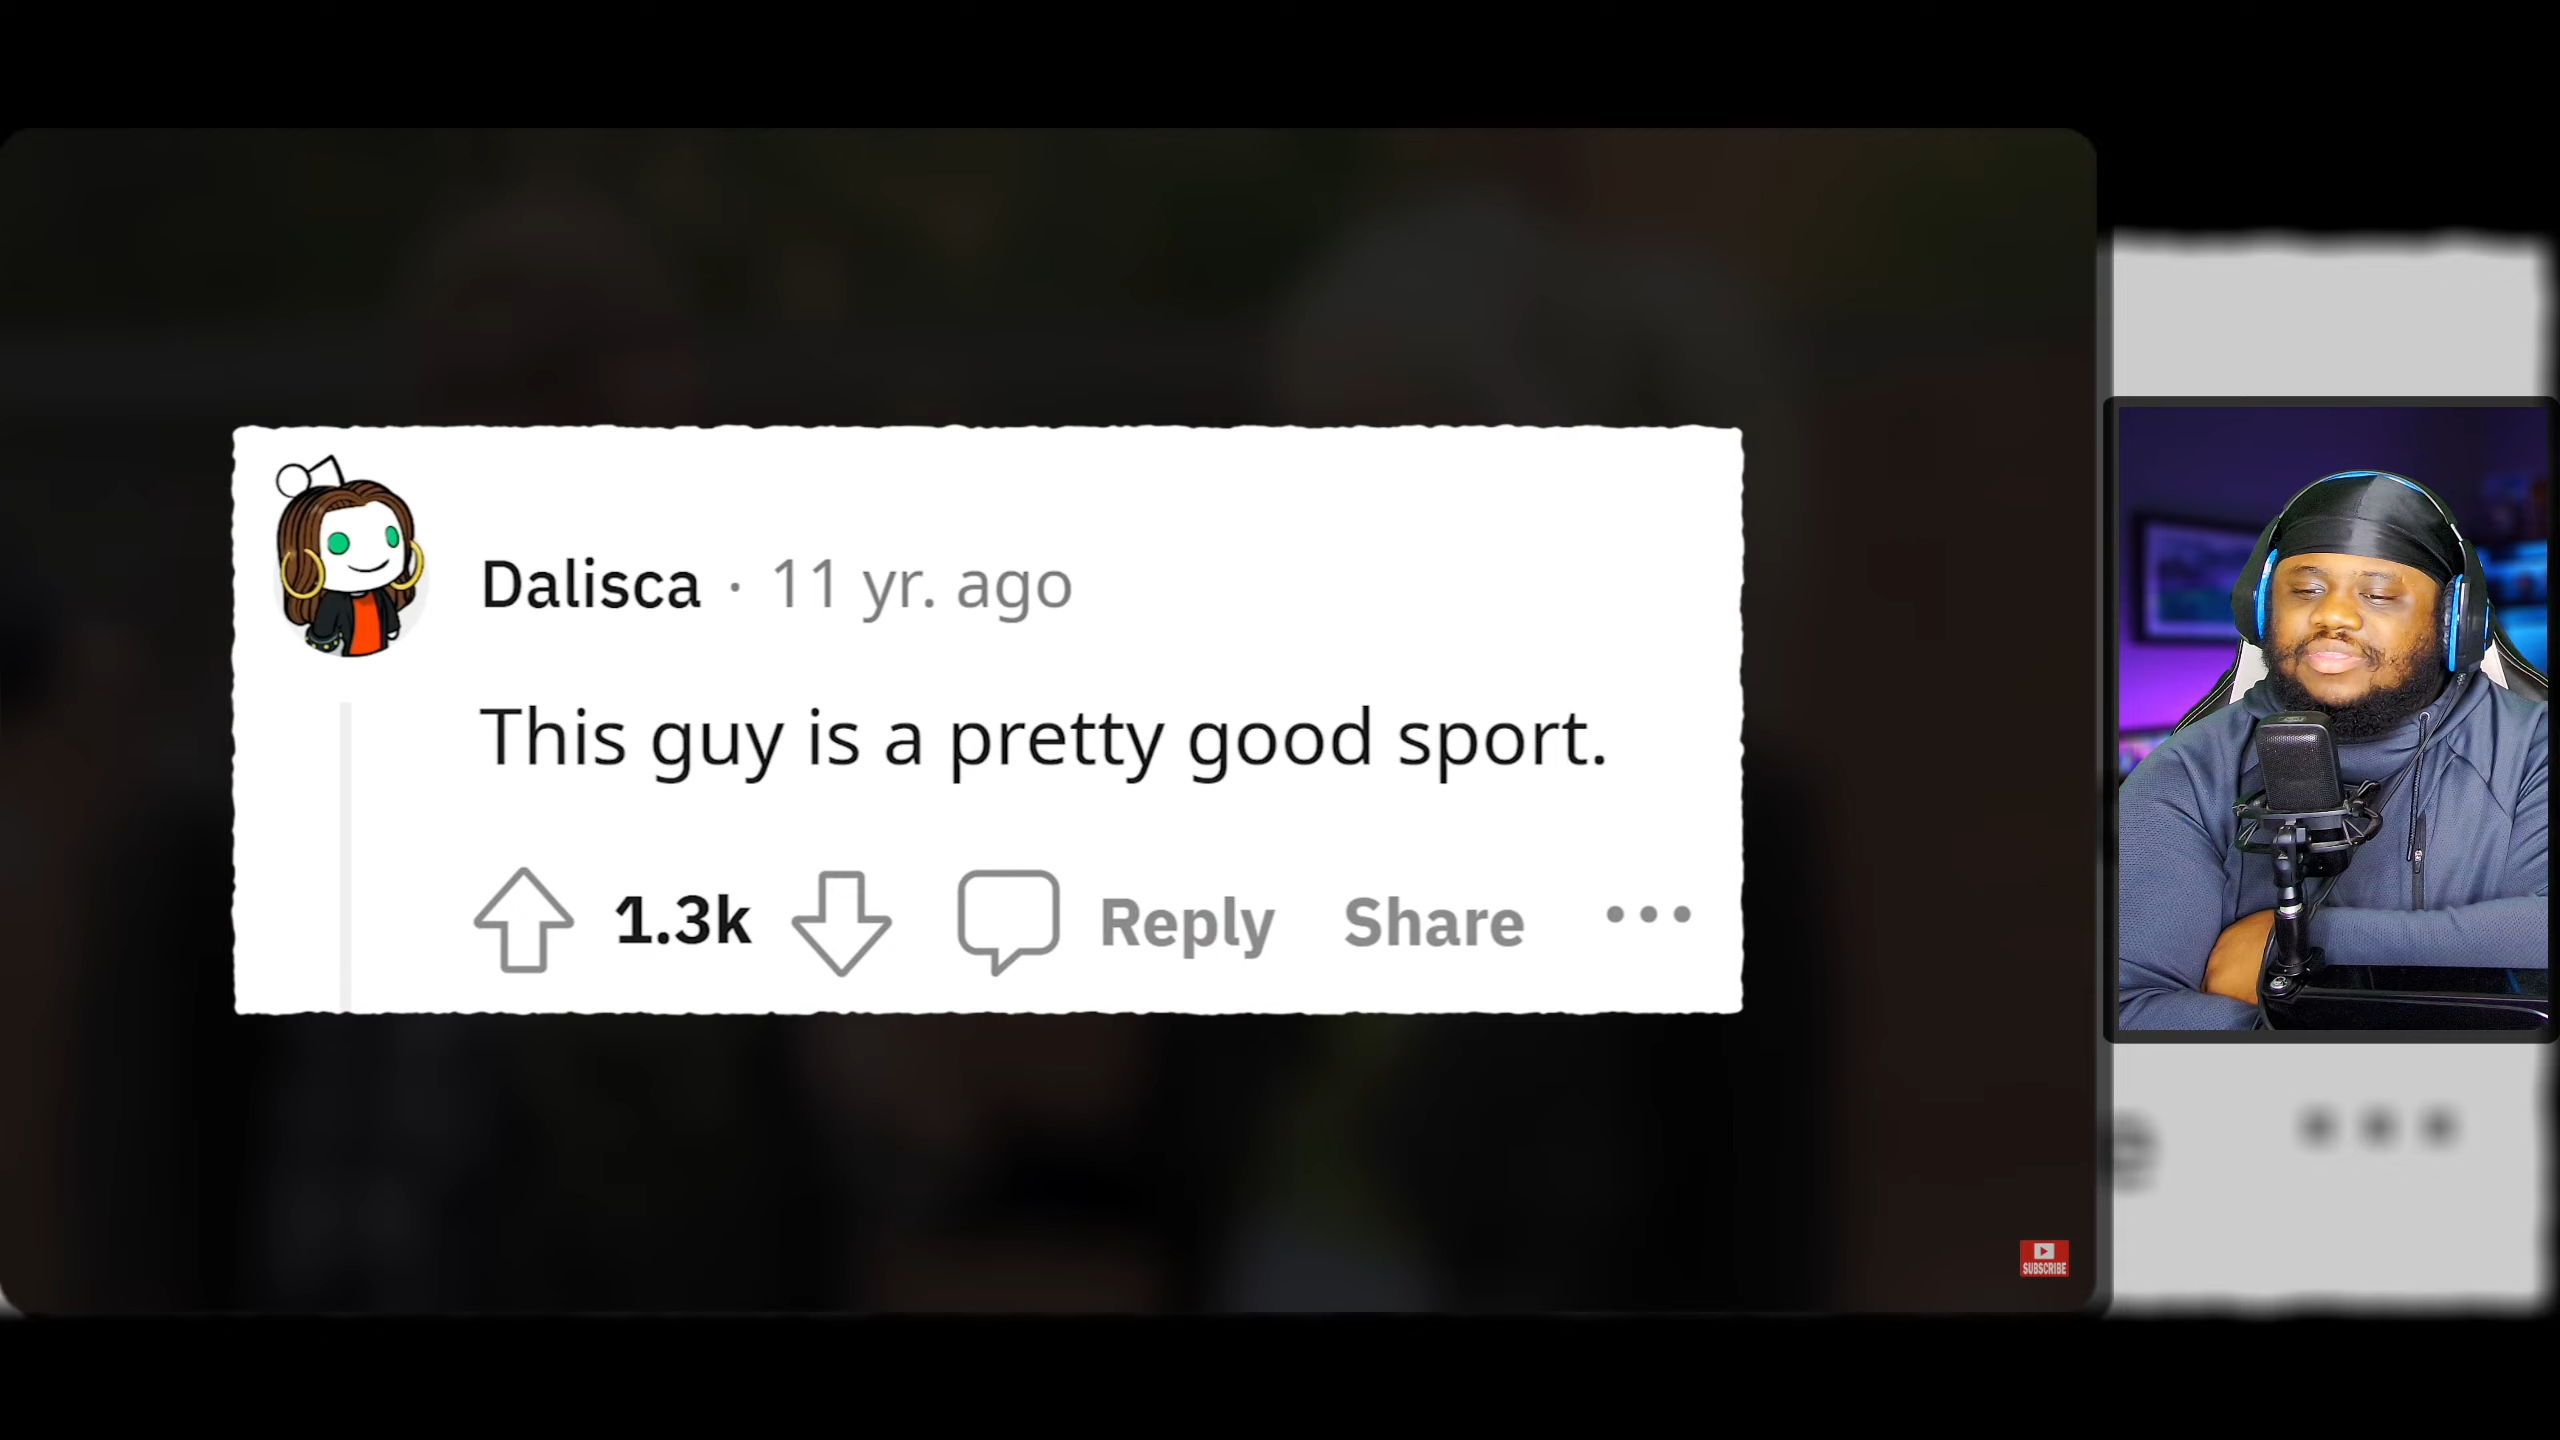 Dalisca · 11 yr. ago
This guy is a pretty good sport.
1.3k Reply Share
SUBSCRIBE